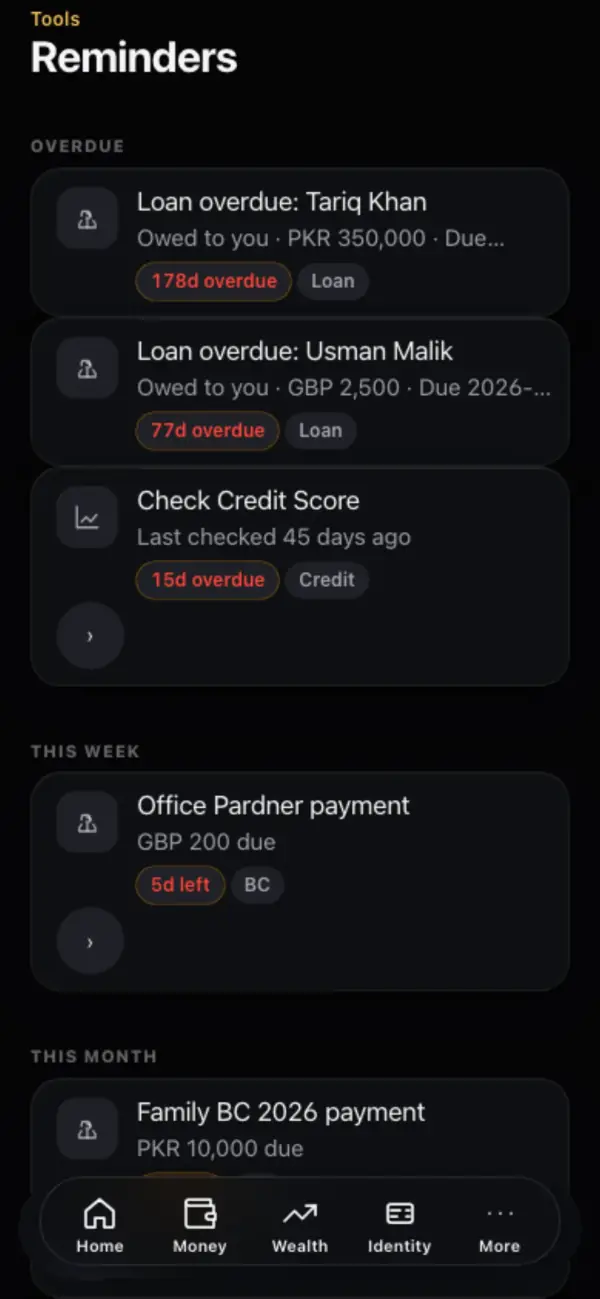 Tools
Reminders
OVERDUE
Loan overdue: Tariq Khan
Owed to you · PKR 350,000 · Due...
178d overdue
Loan
Loan overdue: Usman Malik
Owed to you · GBP 2,500 · Due 2026-...
77d overdue
Loan
Check Credit Score
Last checked 45 days ago
15d overdue
Credit
›
THIS WEEK
Office Pardner payment
GBP 200 due
5d left
BC
›
THIS MONTH
Family BC 2026 payment
PKR 10,000 due
Home
Money
Wealth
Identity
More